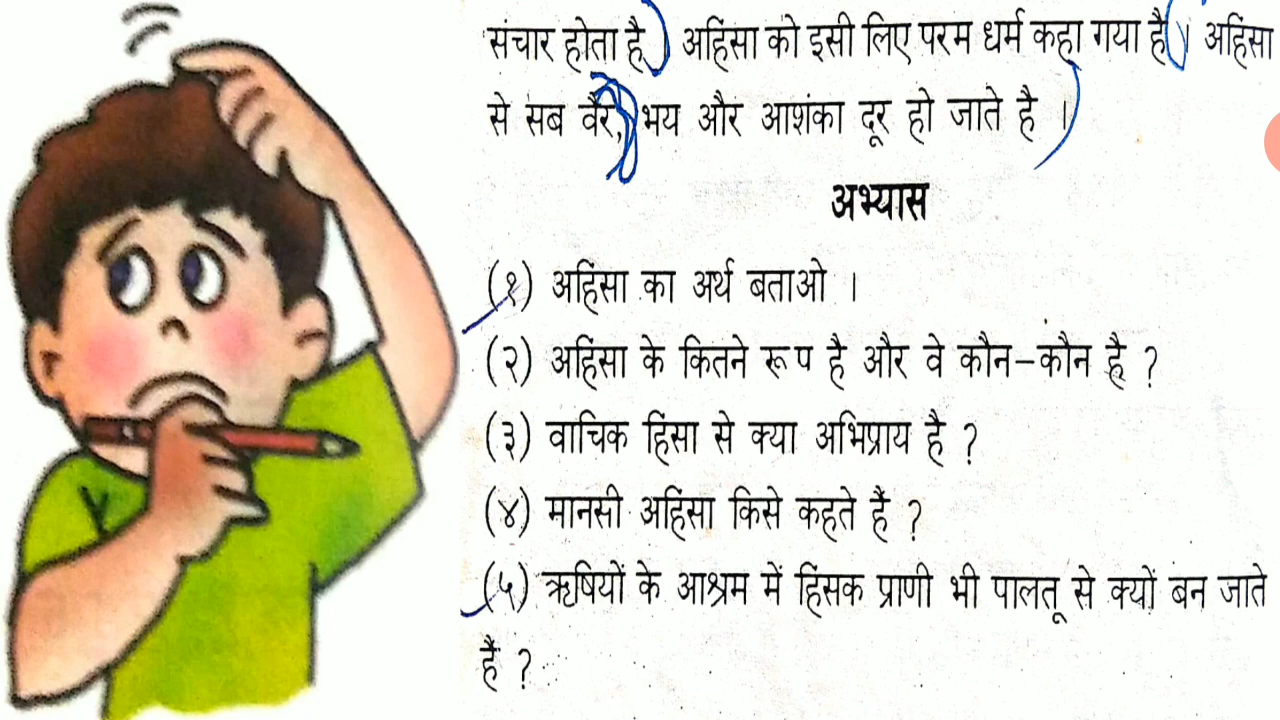 संचार होता है । अहिंसा को इसी लिए परम धर्म कहा गया है । अहिंसा
से सब वैर, भय और आशंका दूर हो जाते है ।
अभ्यास
(१) अहिंसा का अर्थ बताओ ।
(२) अहिंसा के कितने रूप है और वे कौन-कौन है ?
(३) वाचिक हिंसा से क्या अभिप्राय है ?
(४) मानसी अहिंसा किसे कहते हैं ?
(५) ऋषियों के आश्रम में हिंसक प्राणी भी पालतू से क्यों बन जाते
हैं ?